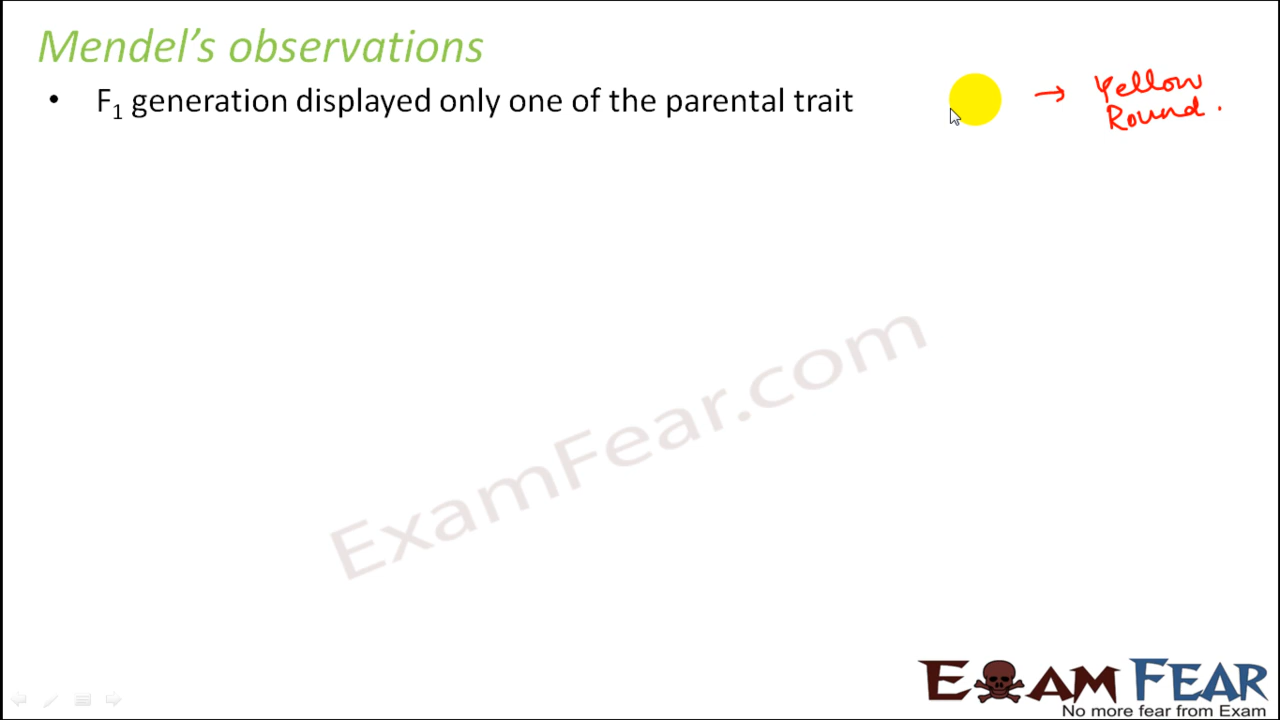 Mendel's observations
• F₁ generation displayed only one of the parental trait
→ Yellow
Round.
ExamFear.com
EXAM FEAR
No more fear from Exam